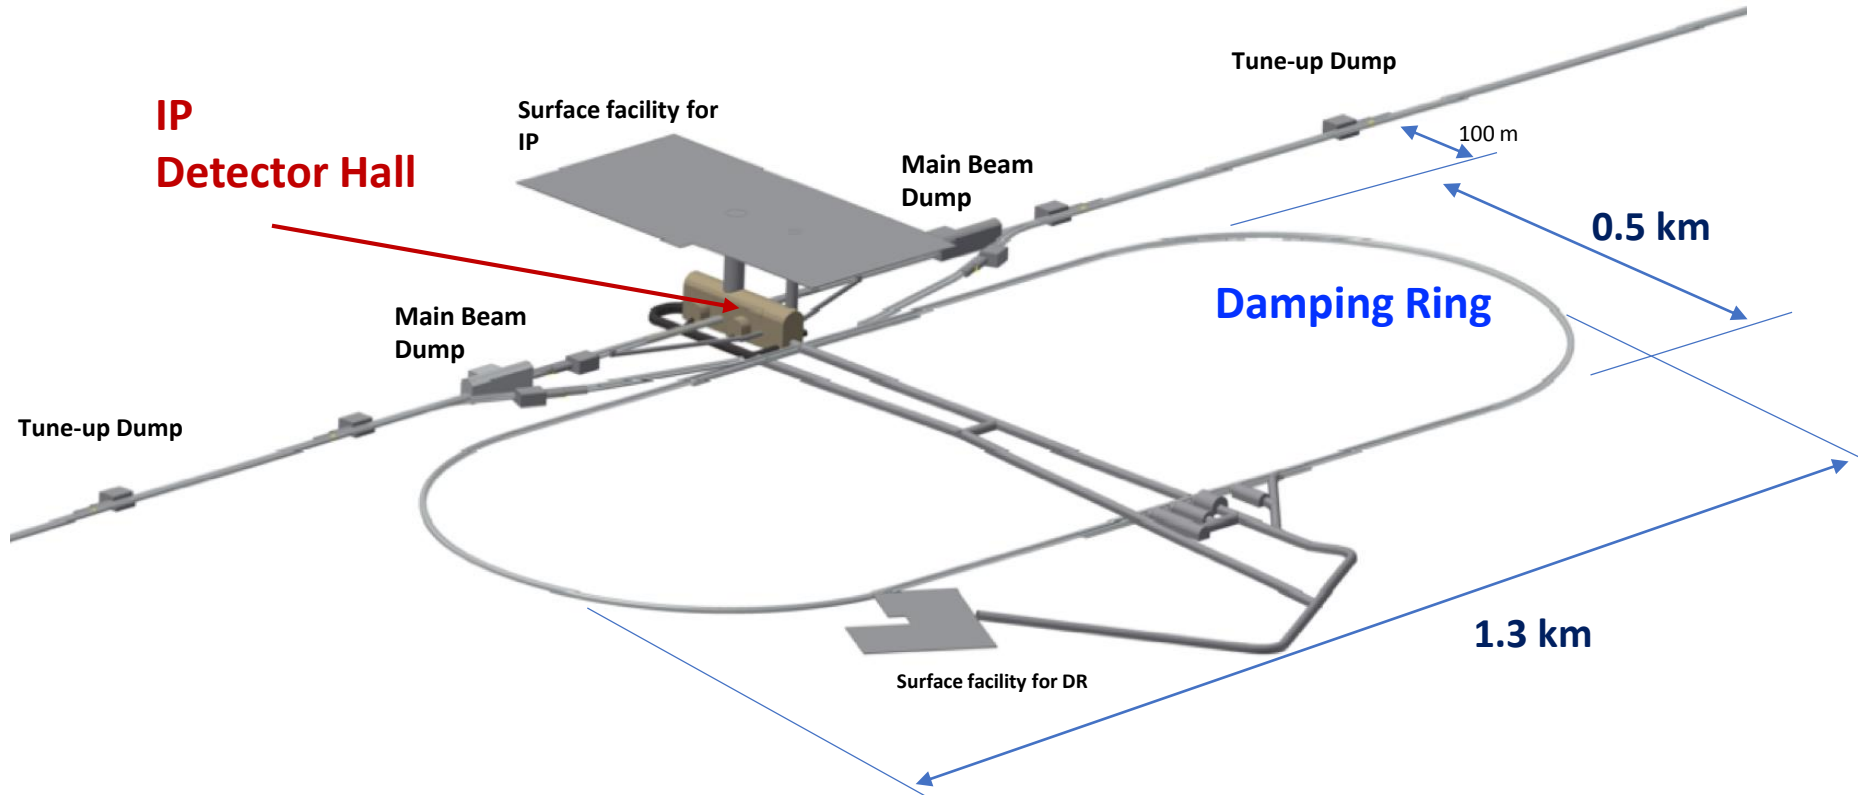 Tune-up Dump
IP
Detector Hall
Surface facility for
IP
100 m
Main Beam
Dump
0.5 km
Damping Ring
Main Beam
Dump
Tune-up Dump
1.3 km
Surface facility for DR